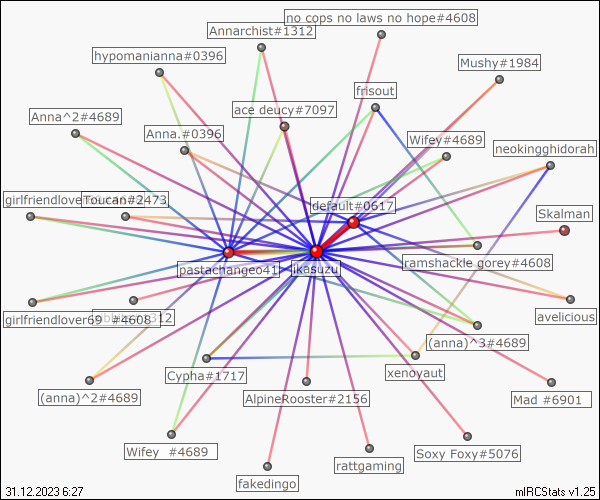 no cops no laws no hope#4608
Annarchist#1312
hypomanianna#0396
Mushy#1984
frisout
ace deucy#7097
Anna^2#4689
Anna.#0396
Wifey#4689
neokingghidorah
girlfriendlover
Toucan#2473
default#0617
Skalman
pastachangeo41
ikasuzu
ramshackle gorey#4608
girlfriendlover69 #4608
312
avelicious
(anna)^3#4689
Cypha#1717
xenoyaut
(anna)^2#4689
AlpineRooster#2156
Mad #6901
Wifey #4689
Soxy Foxy#5076
rattgaming
fakedingo
31.12.2023 6:27
mIRCStats v1.25